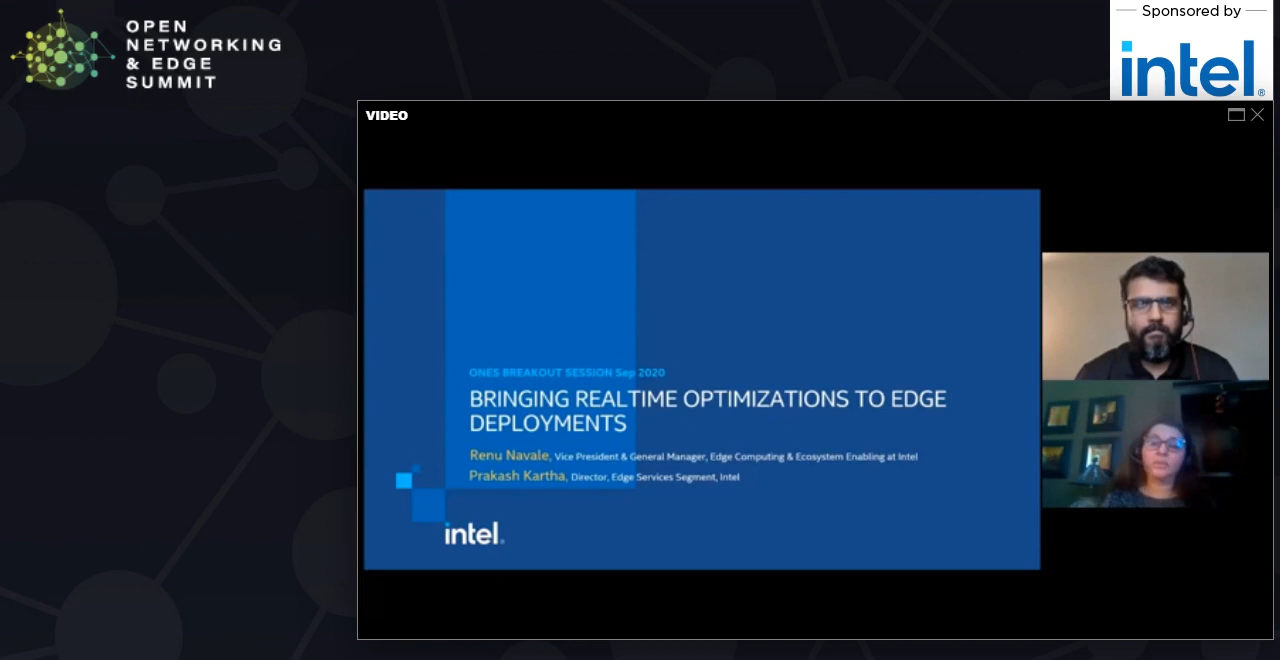 OPEN
NETWORKING
& EDGE
SUMMIT
Sponsored by
intel®
VIDEO
ONES BREAKOUT SESSION Sep 2020
BRINGING REALTIME OPTIMIZATIONS TO EDGE
DEPLOYMENTS
Renu Navale, Vice President & General Manager, Edge Computing & Ecosystem Enabling at Intel
Prakash Kartha, Director, Edge Services Segment, Intel
intel®